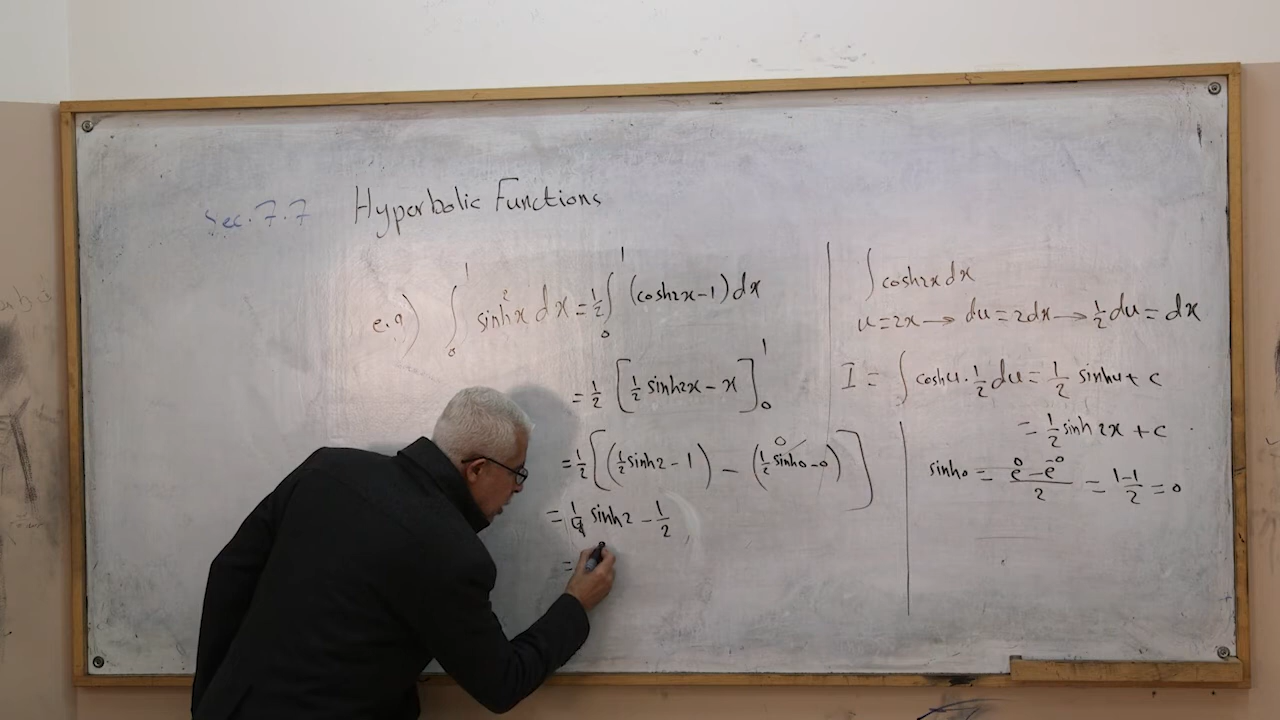 Sec. 7.7 Hyperbolic Functions
e.g) ∫₀¹ sinh²x dx = 1/2 ∫₀¹ (cosh2x-1) dx
= 1/2 [1/2 sinh2x - x]₀¹
= 1/2 [(1/2 sinh2 - 1) - (1/2 sinh0 - 0)]
0
= 1/4 sinh2 - 1/2
=
∫cosh2x dx
u = 2x → du = 2dx → 1/2 du = dx
I = ∫ coshu . 1/2 du = 1/2 sinhu + c
= 1/2 sinh 2x + c .
sinh0 = (e⁰ - e⁻⁰)/2 = (1-1)/2 = 0